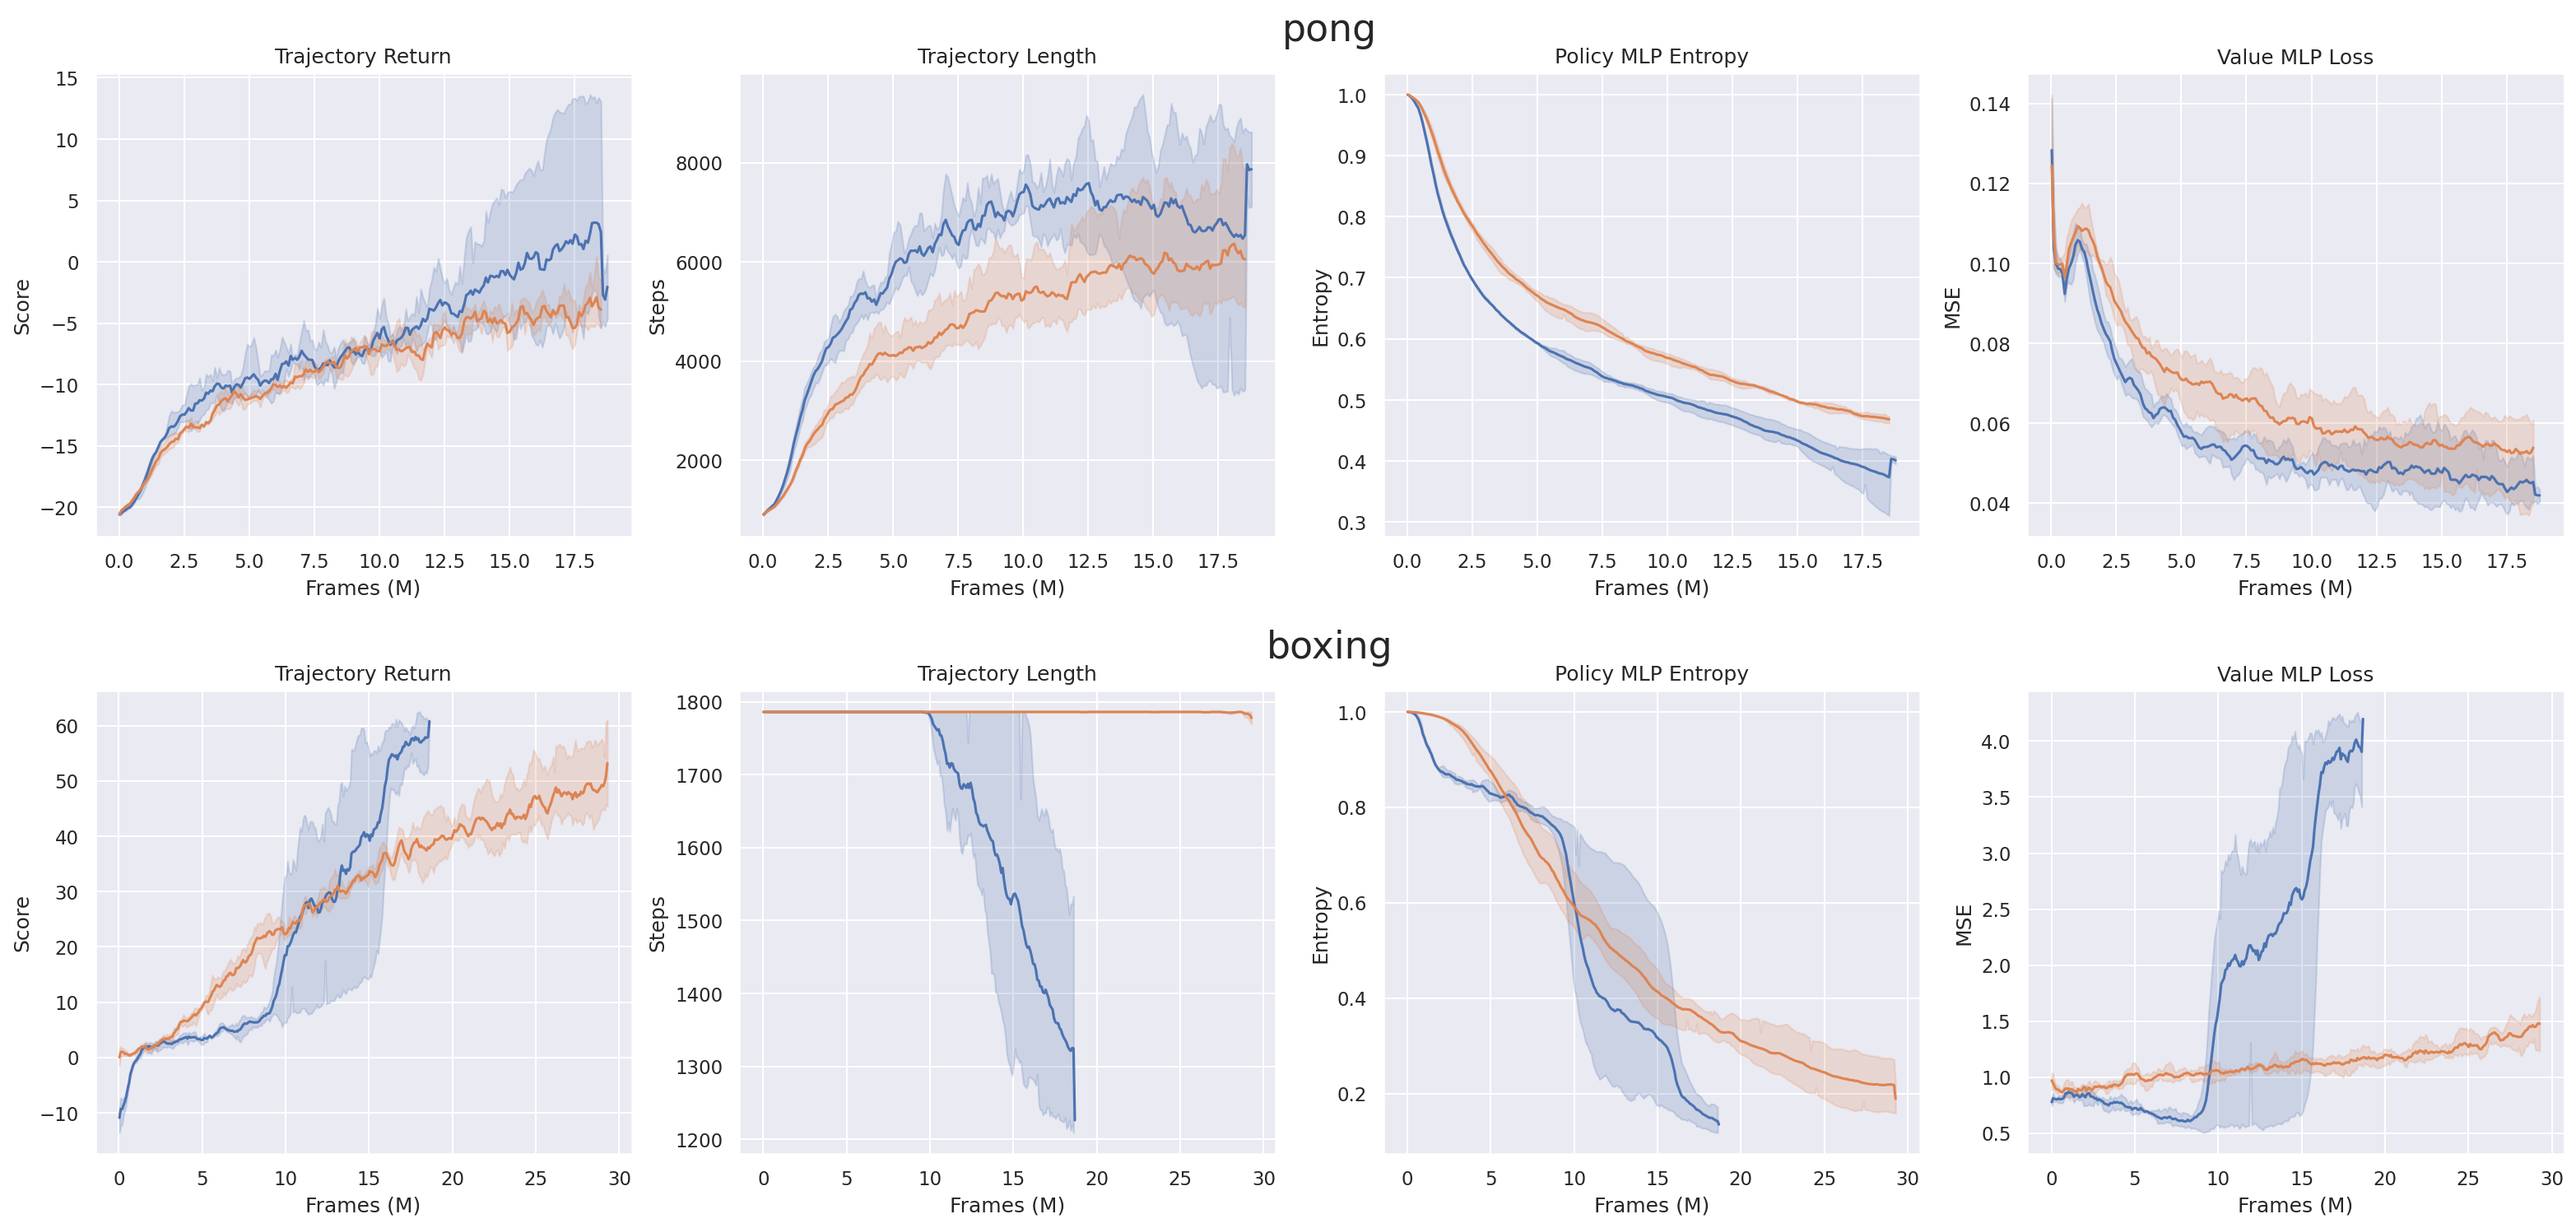 pong
Trajectory Return
Trajectory Length
Policy MLP Entropy
Value MLP Loss
Score
15
10
5
0
−5
−10
−15
−20
0.0 2.5 5.0 7.5 10.0 12.5 15.0 17.5
Frames (M)
Steps
8000
6000
4000
2000
0.0 2.5 5.0 7.5 10.0 12.5 15.0 17.5
Frames (M)
Entropy
1.0
0.9
0.8
0.7
0.6
0.5
0.4
0.3
0.0 2.5 5.0 7.5 10.0 12.5 15.0 17.5
Frames (M)
MSE
0.14
0.12
0.10
0.08
0.06
0.04
0.0 2.5 5.0 7.5 10.0 12.5 15.0 17.5
Frames (M)
boxing
Trajectory Return
Trajectory Length
Policy MLP Entropy
Value MLP Loss
Score
60
50
40
30
20
10
0
−10
0 5 10 15 20 25 30
Frames (M)
Steps
1800
1700
1600
1500
1400
1300
1200
0 5 10 15 20 25 30
Frames (M)
Entropy
1.0
0.8
0.6
0.4
0.2
0 5 10 15 20 25 30
Frames (M)
MSE
4.0
3.5
3.0
2.5
2.0
1.5
1.0
0.5
0 5 10 15 20 25 30
Frames (M)